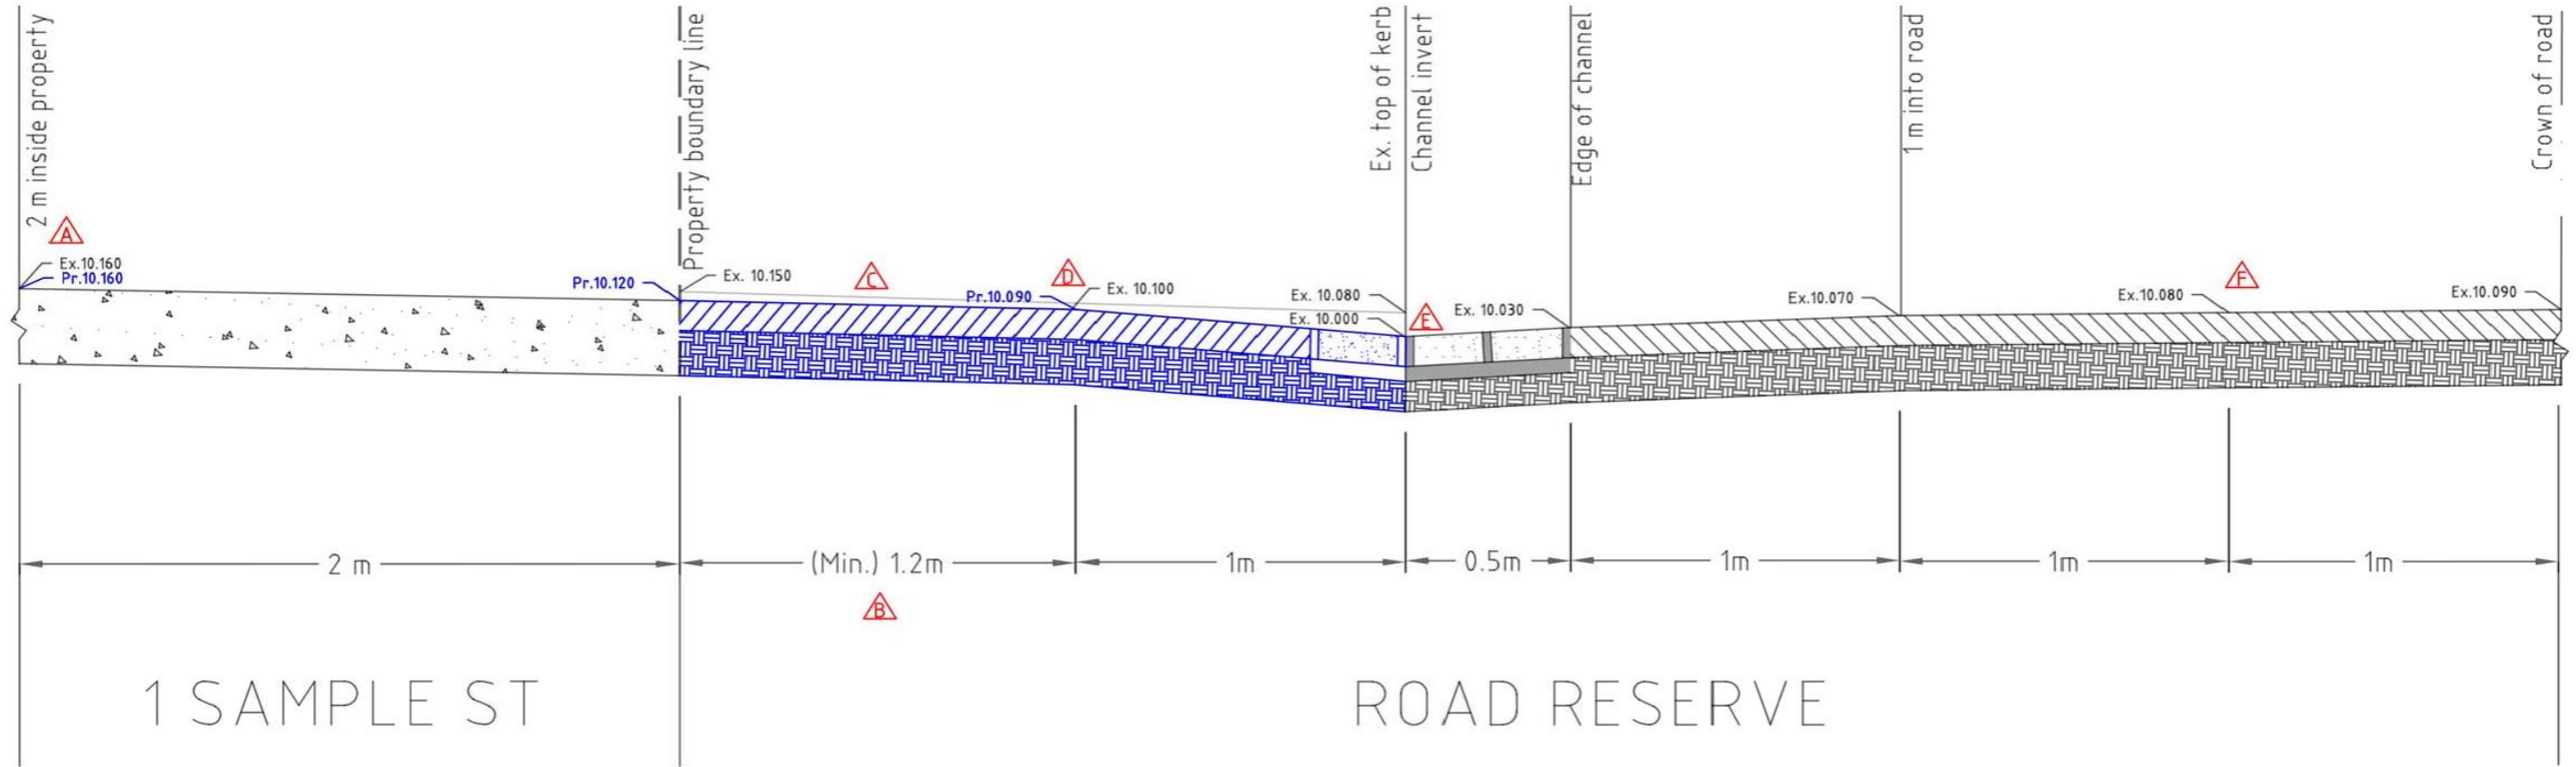 2 m inside property
Property boundary line
Ex. top of kerb
Channel invert
Edge of channel
1 m into road
Crown of road
A
Ex.10.160
Pr.10.160
Pr.10.120
Ex. 10.150
C
D
Pr.10.090
Ex. 10.100
Ex. 10.080
Ex. 10.000
E
Ex. 10.030
Ex.10.070
Ex.10.080
F
Ex.10.090
2 m
(Min.) 1.2m
1m
0.5m
1m
1m
1m
B
1 SAMPLE ST
ROAD RESERVE